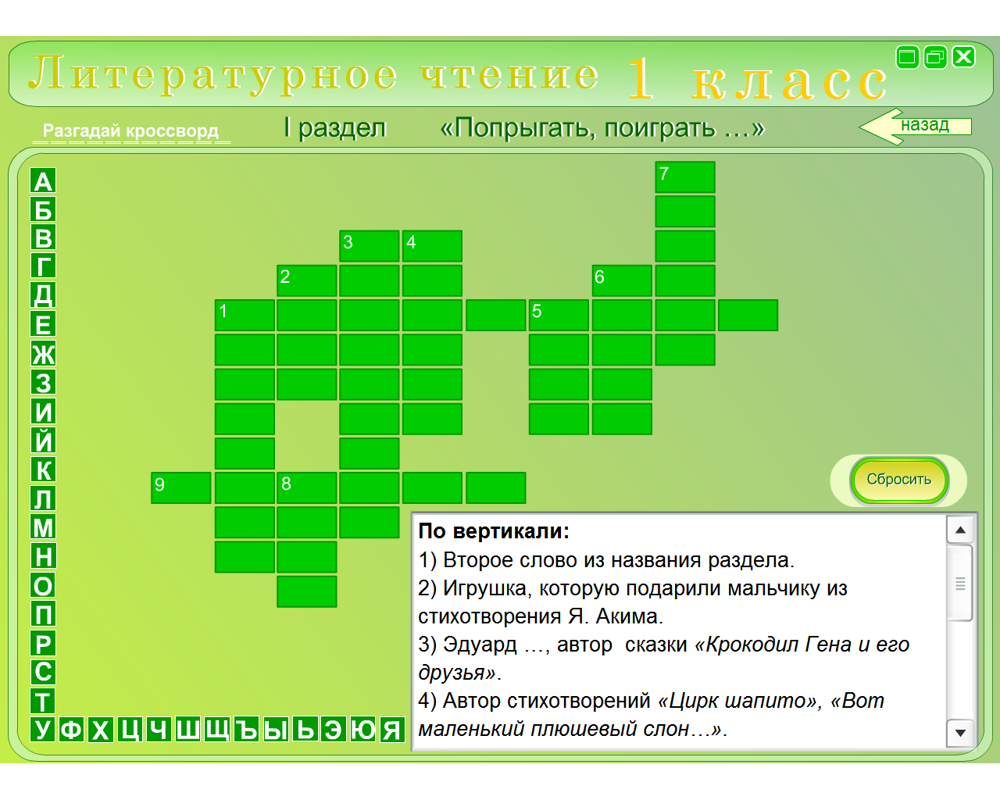 Литературное чтение 1 класс
Разгадай кроссворд
I раздел «Попрыгать, поиграть ...»
назад
7
3 4
2 6
1 5
9 8
А
Б
В
Г
Д
Е
Ж
З
И
Й
К
Л
М
Н
О
П
Р
С
Т
У Ф Х Ц Ч Ш Щ Ъ Ы Ь Э Ю Я
Сбросить
По вертикали:
1) Второе слово из названия раздела.
2) Игрушка, которую подарили мальчику из
стихотворения Я. Акима.
3) Эдуард ..., автор сказки «Крокодил Гена и его
друзья».
4) Автор стихотворений «Цирк шапито», «Вот
маленький плюшевый слон...».